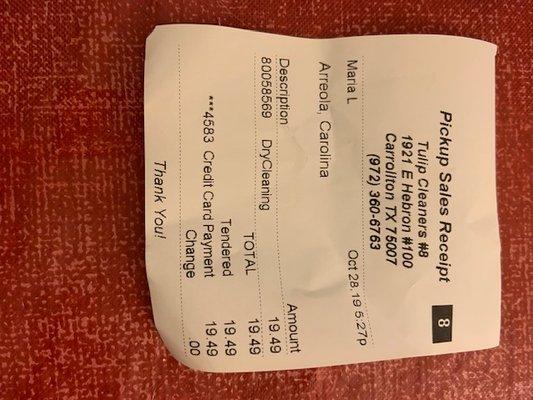 Pickup Sales Receipt 8
Tulip Cleaners #8
1921 E Hebron #100
Carrollton TX 75007
(972) 360-6763
Maria L Oct 28,19 5:27p
Arreola, Carolina
Description Amount
80058569 DryCleaning 19.49
TOTAL 19.49
Tendered 19.49
***4583 Credit Card Payment 19.49
Change .00
Thank You!